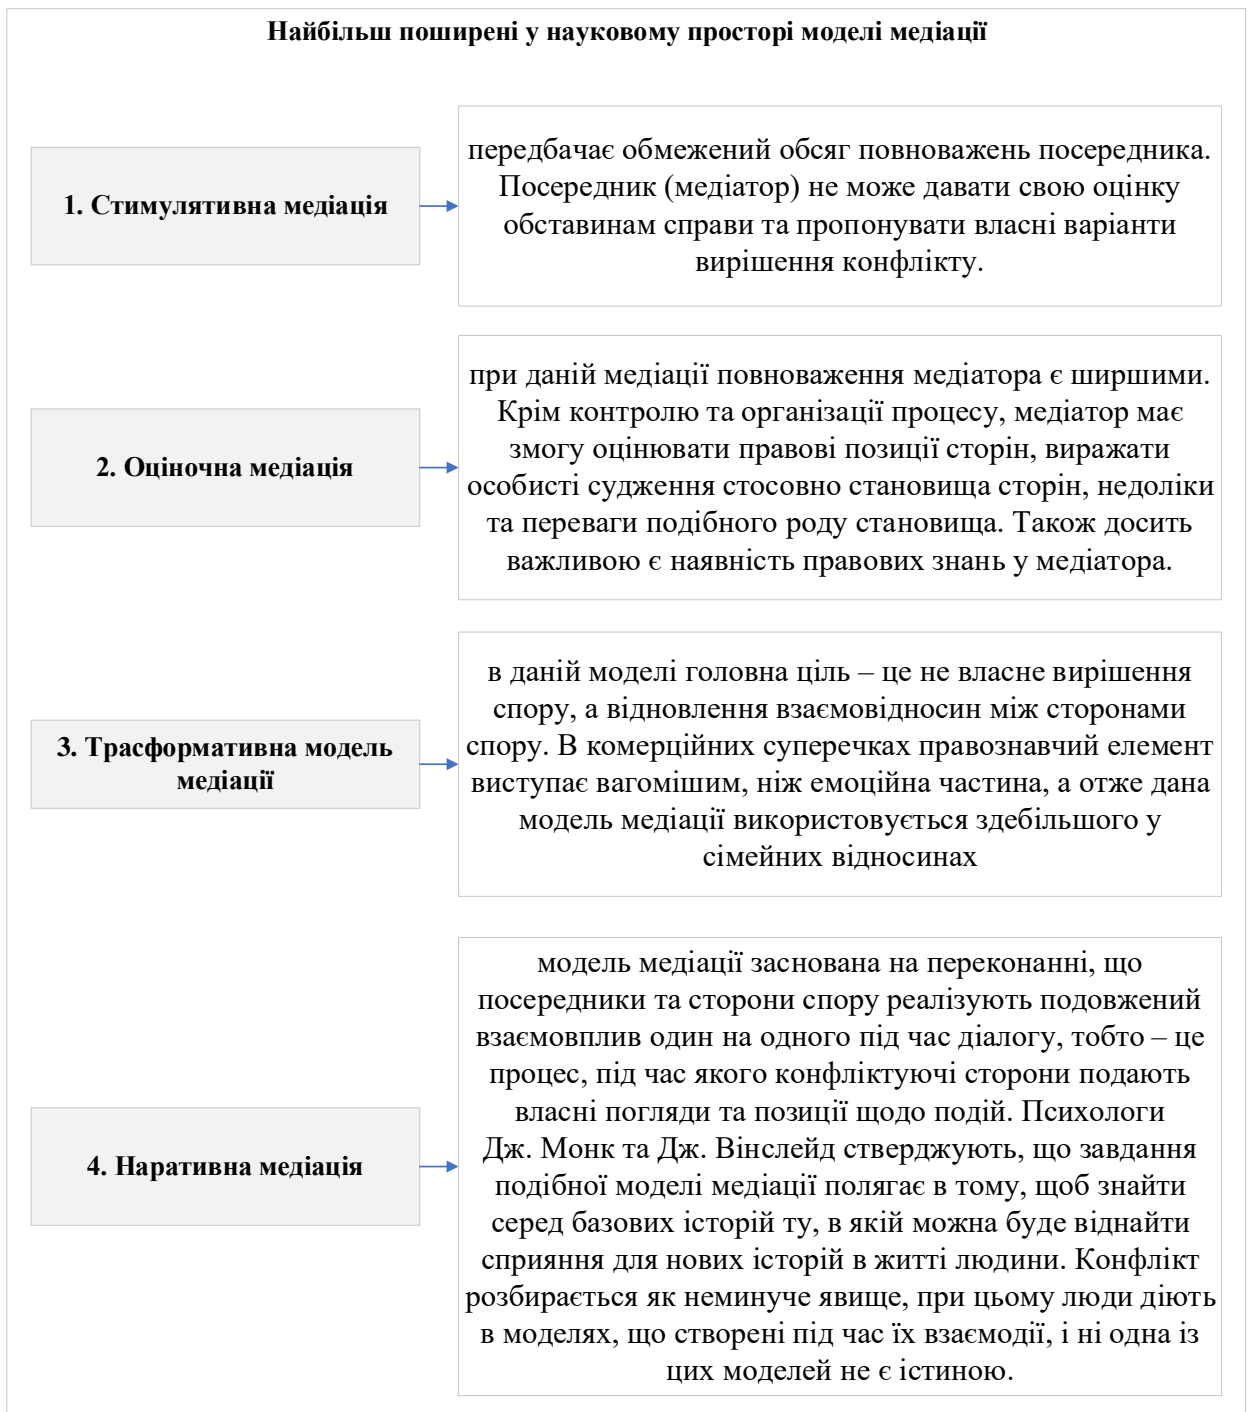 Найбільш поширені у науковому просторі моделі медіації
1. Стимулятивна медіація
передбачає обмежений обсяг повноважень посередника.
Посередник (медіатор) не може давати свою оцінку
обставинам справи та пропонувати власні варіанти
вирішення конфлікту.
2. Оціночна медіація
при даній медіації повноваження медіатора є ширшими.
Крім контролю та організації процесу, медіатор має
змогу оцінювати правові позиції сторін, виражати
особисті судження стосовно становища сторін, недоліки
та переваги подібного роду становища. Також досить
важливою є наявність правових знань у медіатора.
3. Трасформативна модель
медіації
в даній моделі головна ціль – це не власне вирішення
спору, а відновлення взаємовідносин між сторонами
спору. В комерційних суперечках правознавчий елемент
виступає вагомішим, ніж емоційна частина, а отже дана
модель медіації використовується здебільшого у
сімейних відносинах
4. Наративна медіація
модель медіації заснована на переконанні, що
посередники та сторони спору реалізують подовжений
взаємовплив один на одного під час діалогу, тобто – це
процес, під час якого конфліктуючі сторони подають
власні погляди та позиції щодо подій. Психологи
Дж. Монк та Дж. Вінслейд стверджують, що завдання
подібної моделі медіації полягає в тому, щоб знайти
серед базових історій ту, в якій можна буде віднайти
сприяння для нових історій в житті людини. Конфлікт
розбирається як неминуче явище, при цьому люди діють
в моделях, що створені під час їх взаємодії, і ні одна із
цих моделей не є істиною.